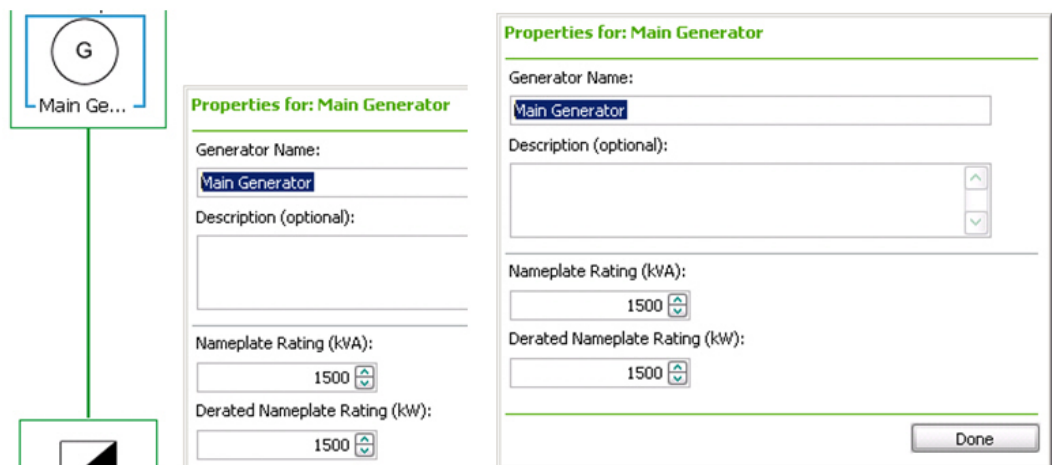 G
Main Ge...
Properties for: Main Generator
Generator Name:
Main Generator
Description (optional):
Nameplate Rating (kVA):
1500
Derated Nameplate Rating (kW):
1500
Properties for: Main Generator
Generator Name:
Main Generator
Description (optional):
Nameplate Rating (kVA):
1500
Derated Nameplate Rating (kW):
1500
Done